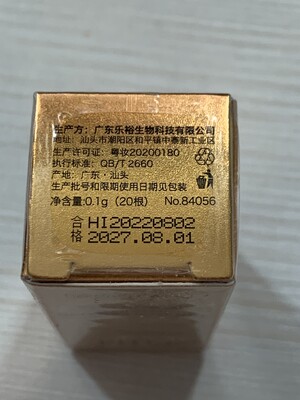 生产方：广东乐裕生物科技有限公司
地址：汕头市潮阳区和平镇中寨新工业区
生产许可证：粤妆20200180
执行标准：QB/T 2660
产地：广东·汕头
生产批号和限期使用日期见包装
净含量:0.1g（20根） No.84056
合格 HI20220802
2027.08.01